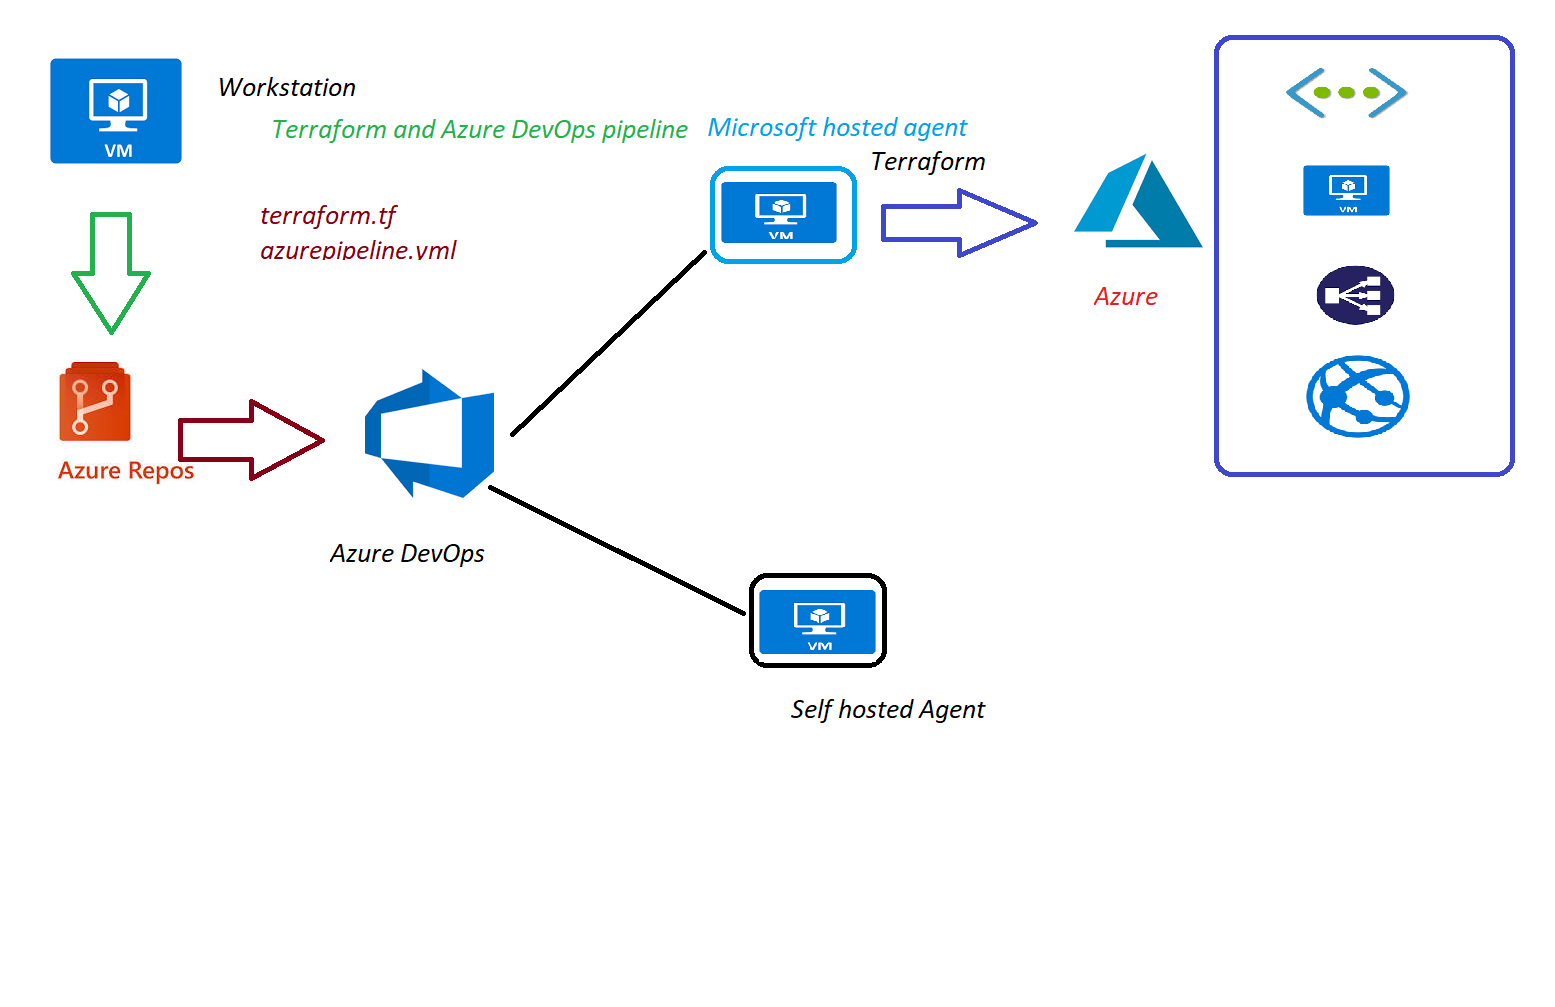 VM
Workstation
Terraform and Azure DevOps pipeline
Microsoft hosted agent
Terraform
terraform.tf
azurepipeline.yml
VM
VM
Azure
Azure Repos
Azure DevOps
VM
Self hosted Agent